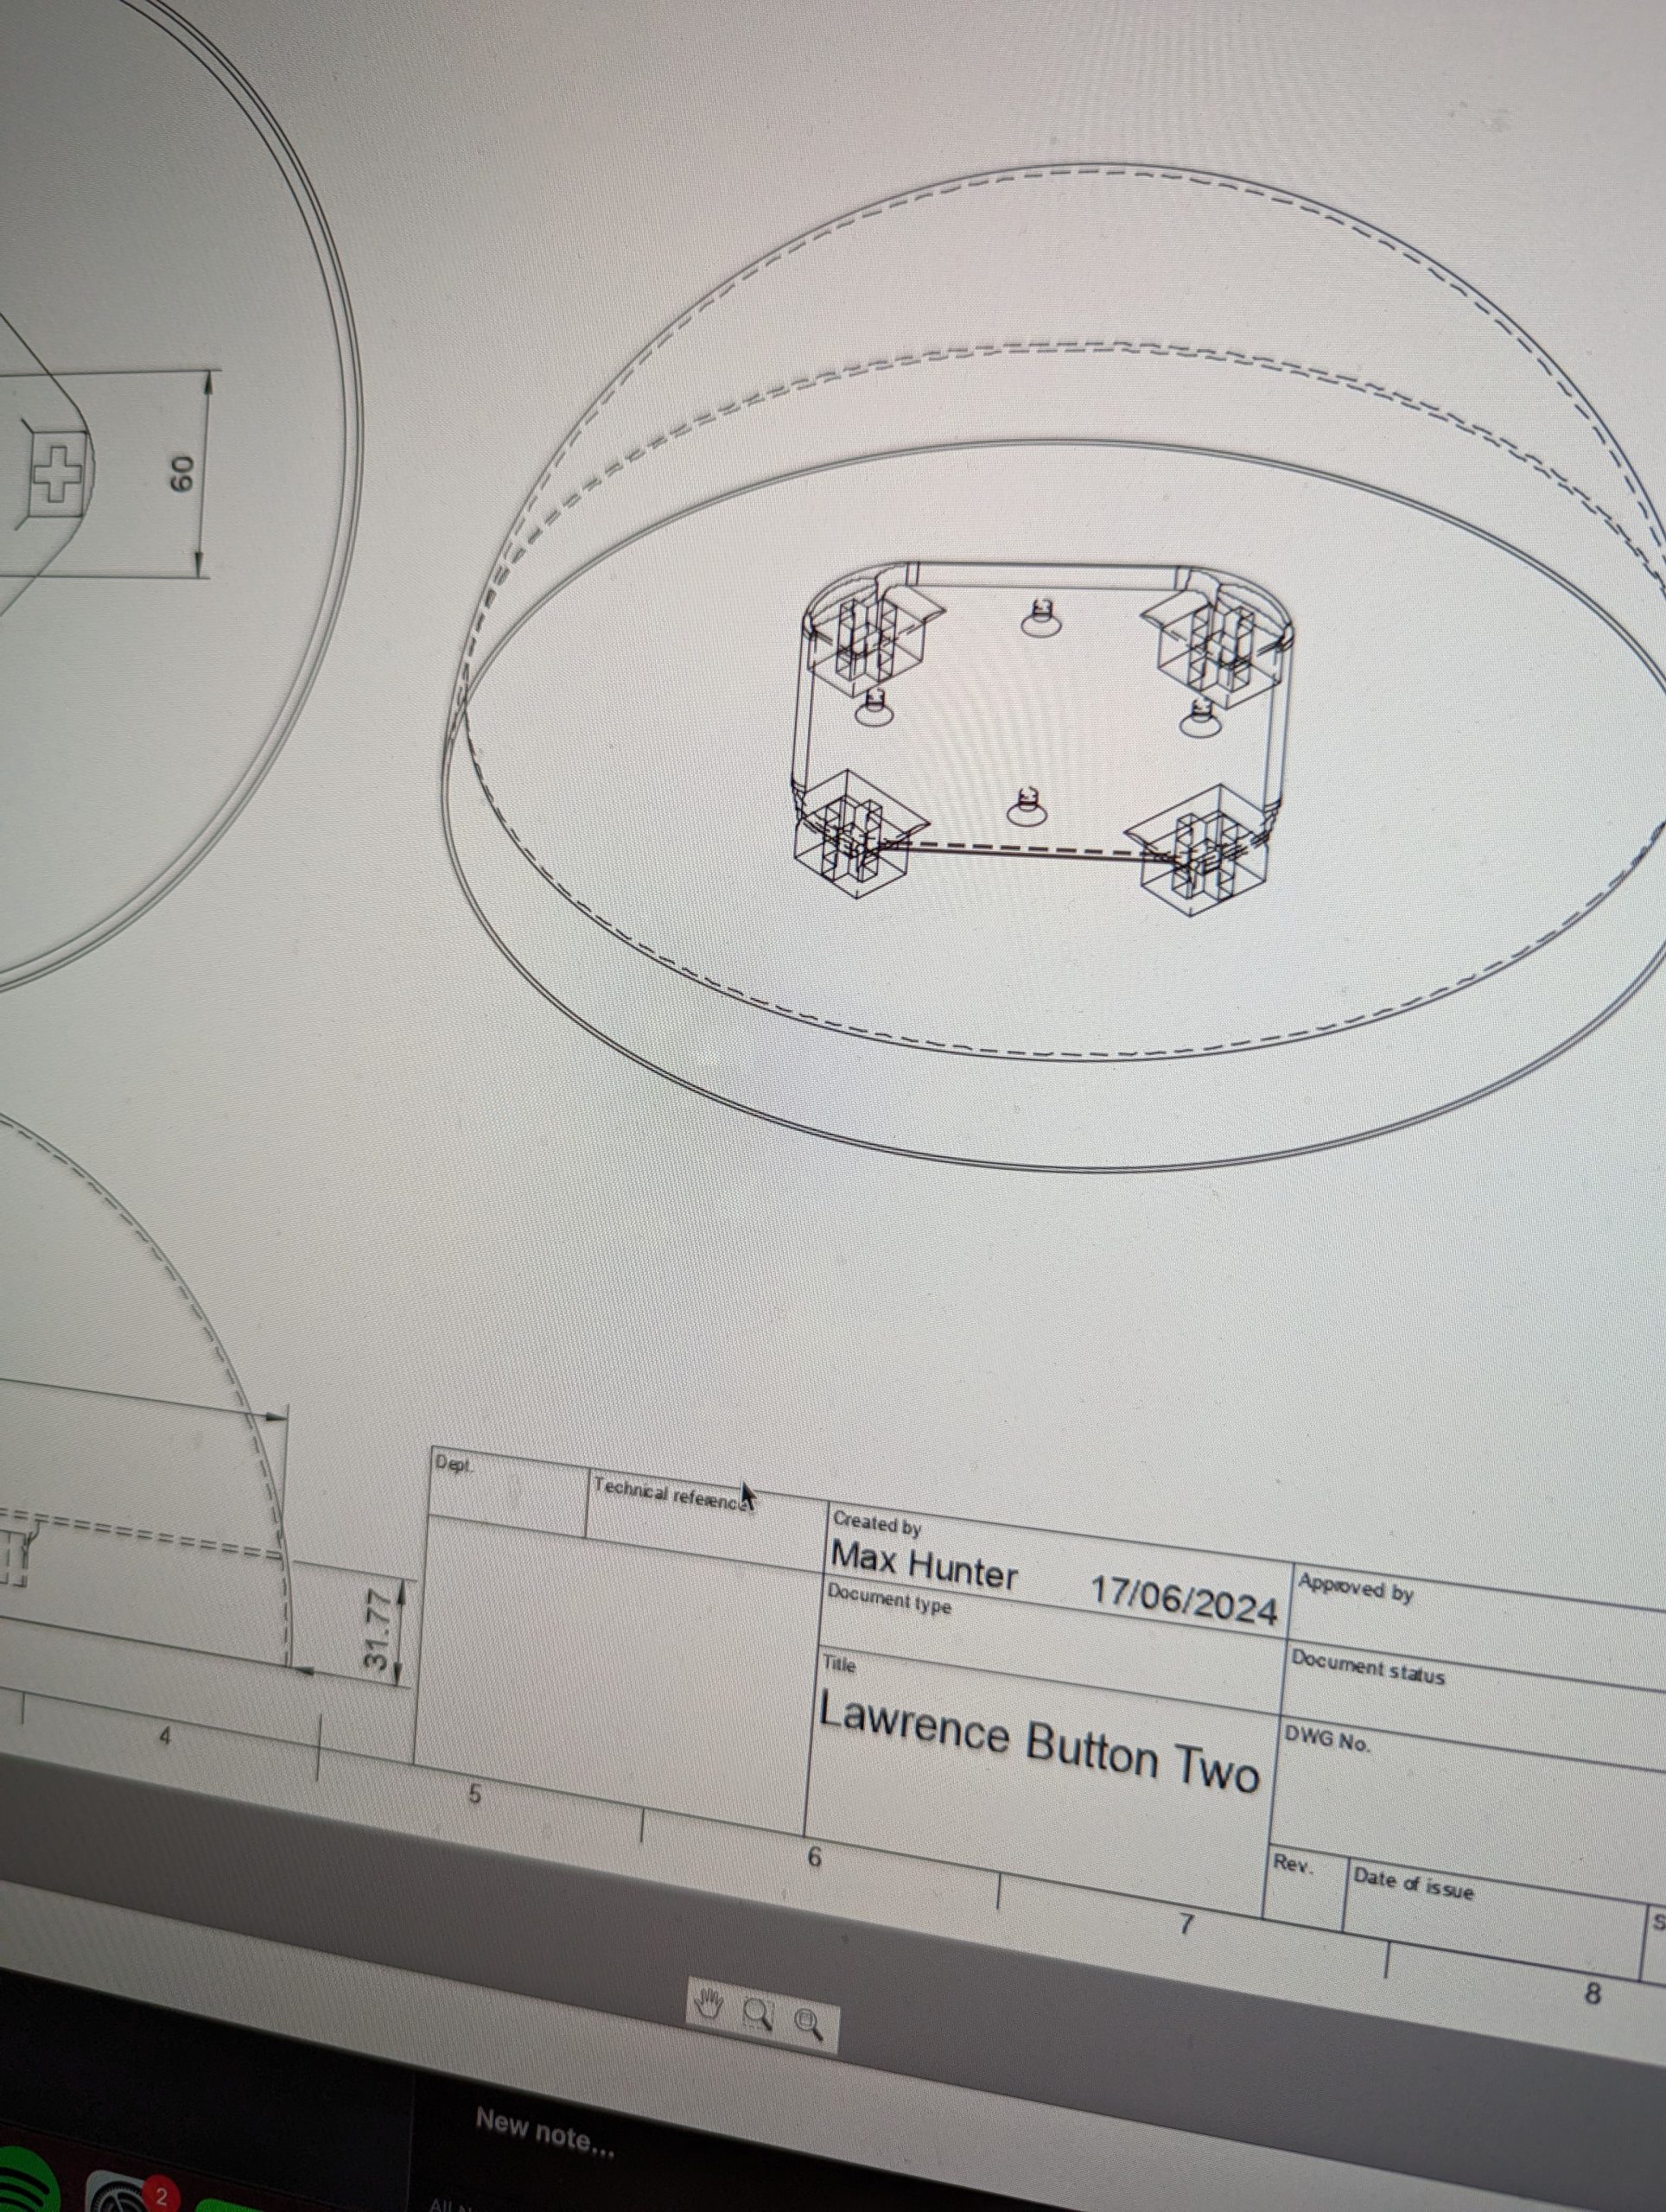 60
31.77
Dept.
Technical reference
Created by
Max Hunter 17/06/2024
Approved by
Document type
Document status
Title
Lawrence Button Two
DWG No.
Rev.
Date of issue
4
5
6
7
8
New note...
2